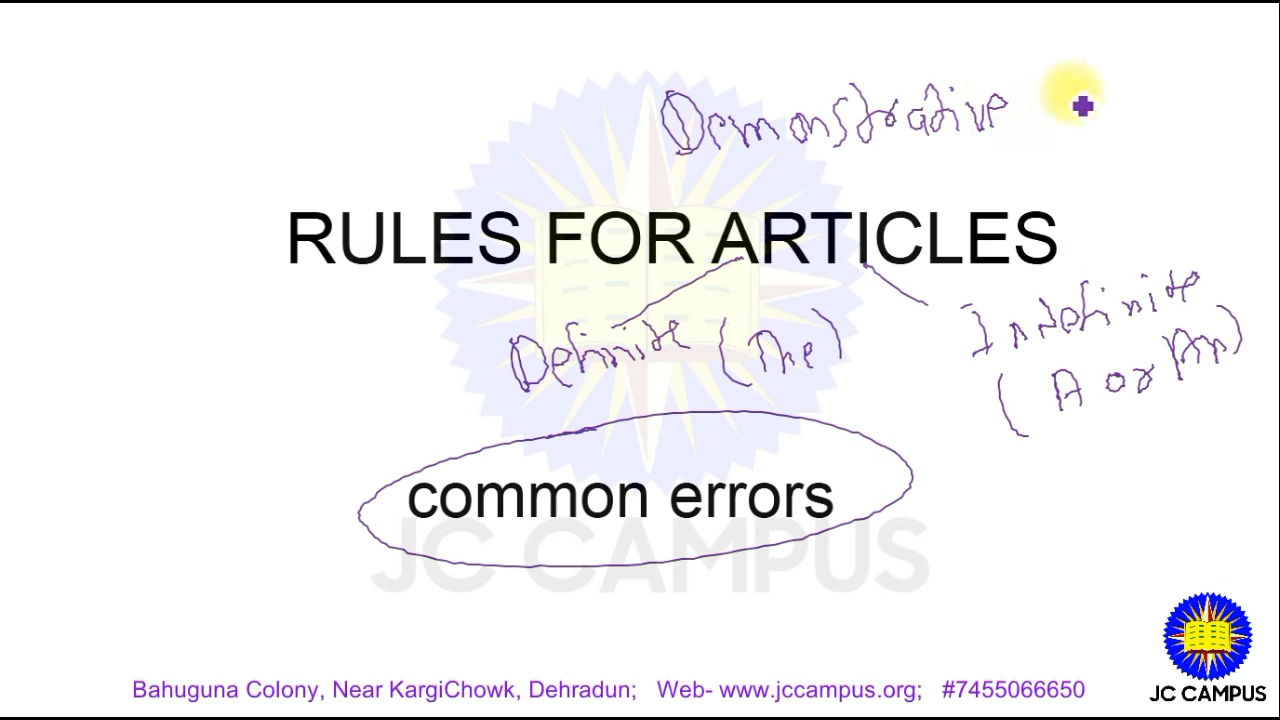 Demonstrative
RULES FOR ARTICLES
Definite (The)
Indefinite
(A or An)
common errors
JC CAMPUS
Bahuguna Colony, Near KargiChowk, Dehradun; Web- www.jccampus.org; #7455066650
JC CAMPUS